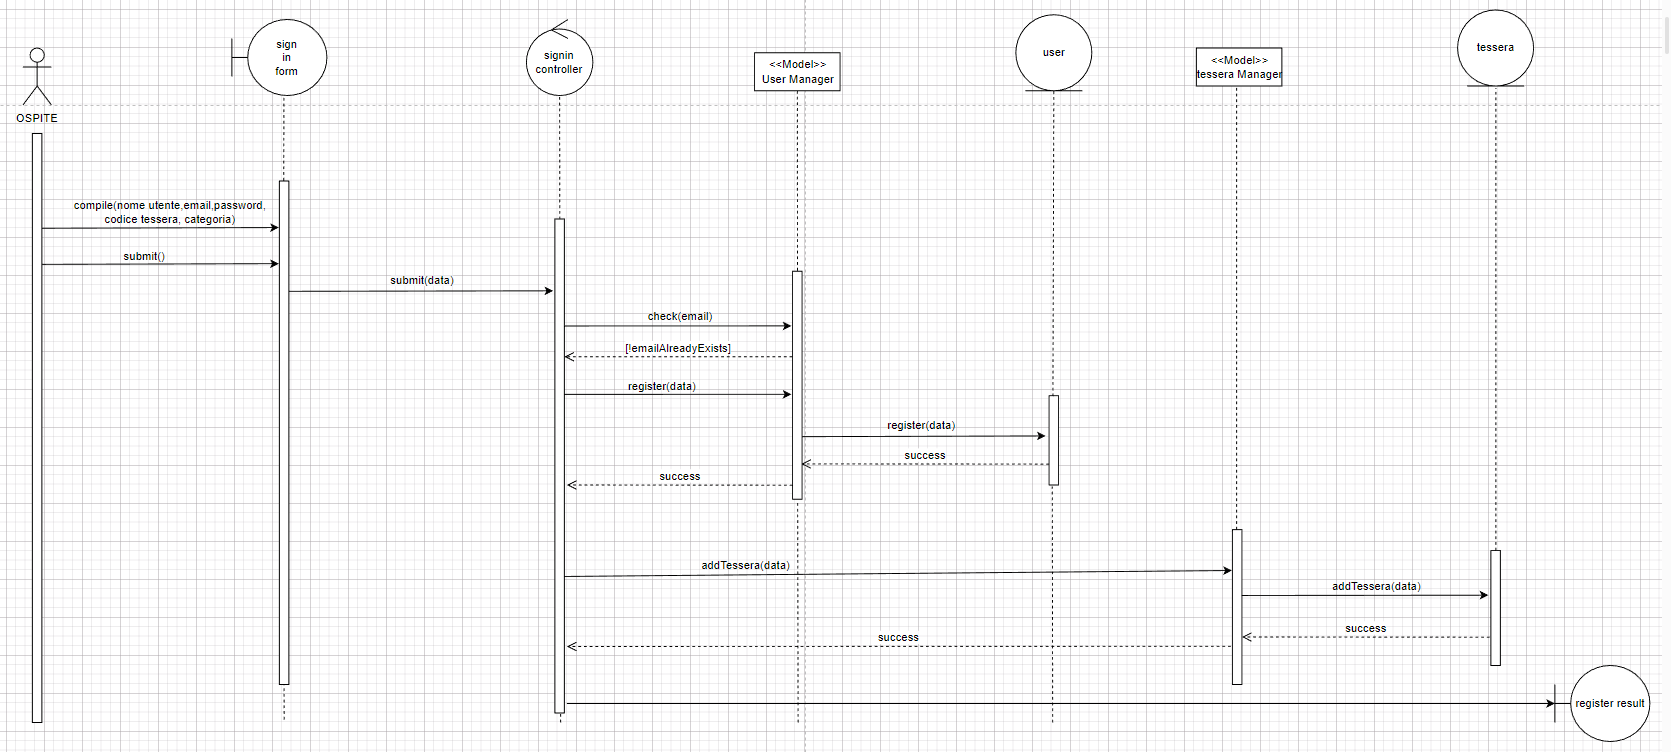 sign
in
form
signin
controller
<<Model>>
User Manager
user
<<Model>>
tessera Manager
tessera
OSPITE
compile(nome utente,email,password,
codice tessera, categoria)
submit()
submit(data)
check(email)
[!emailAlreadyExists]
register(data)
register(data)
success
success
addTessera(data)
addTessera(data)
success
success
register result